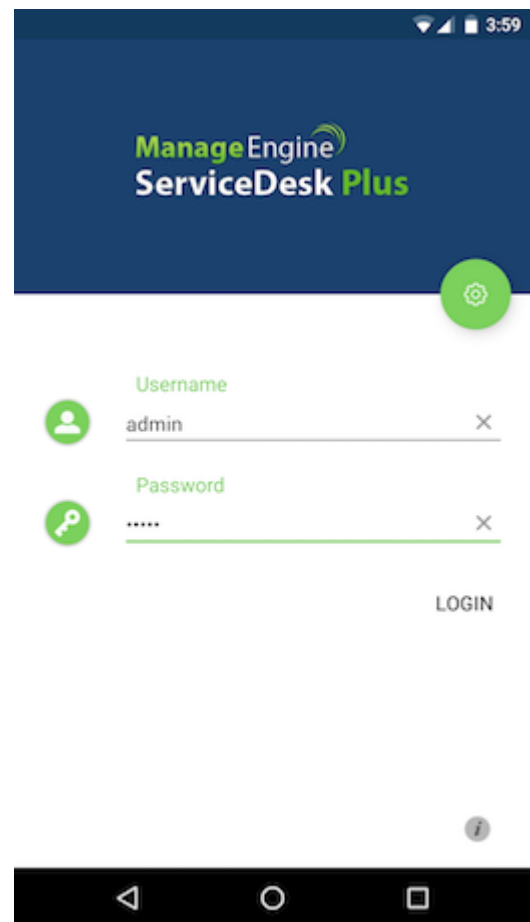 3:59
ManageEngine
ServiceDesk Plus
Username
admin
Password
•••••
LOGIN
i